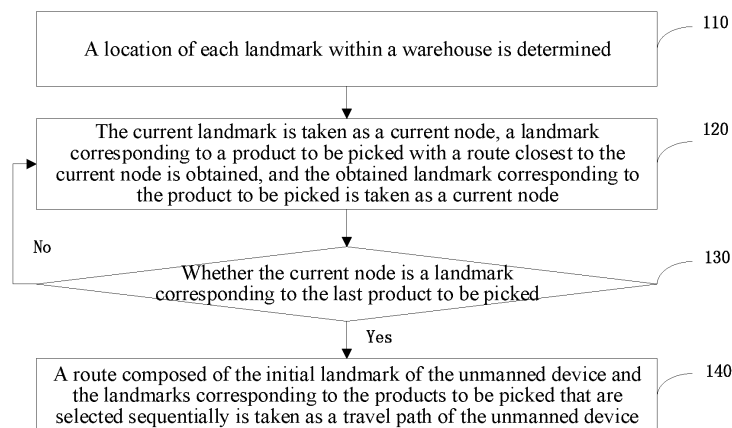 A location of each landmark within a warehouse is determined
110
The current landmark is taken as a current node, a landmark
corresponding to a product to be picked with a route closest to the
current node is obtained, and the obtained landmark corresponding to
the product to be picked is taken as a current node
120
No
Whether the current node is a landmark
corresponding to the last product to be picked
130
Yes
A route composed of the initial landmark of the unmanned device and
the landmarks corresponding to the products to be picked that are
selected sequentially is taken as a travel path of the unmanned device
140